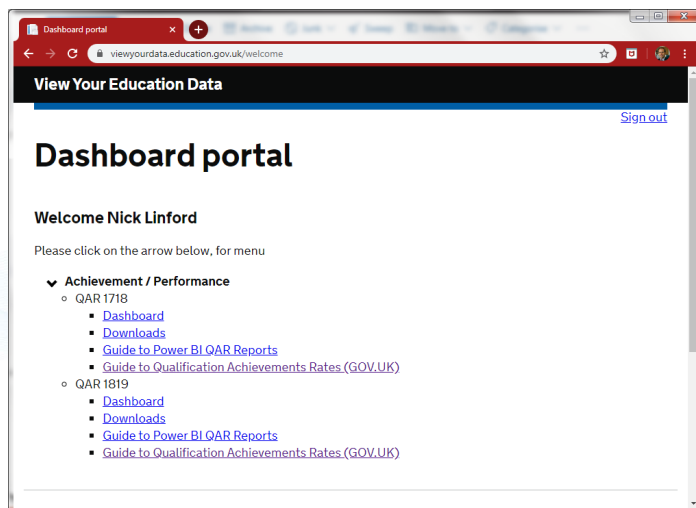 Dashboard portal
viewyourdata.education.gov.uk/welcome
View Your Education Data
Sign out
Dashboard portal
Welcome Nick Linford
Please click on the arrow below, for menu
Achievement / Performance
QAR 1718
Dashboard
Downloads
Guide to Power BI QAR Reports
Guide to Qualification Achievements Rates (GOV.UK)
QAR 1819
Dashboard
Downloads
Guide to Power BI QAR Reports
Guide to Qualification Achievements Rates (GOV.UK)